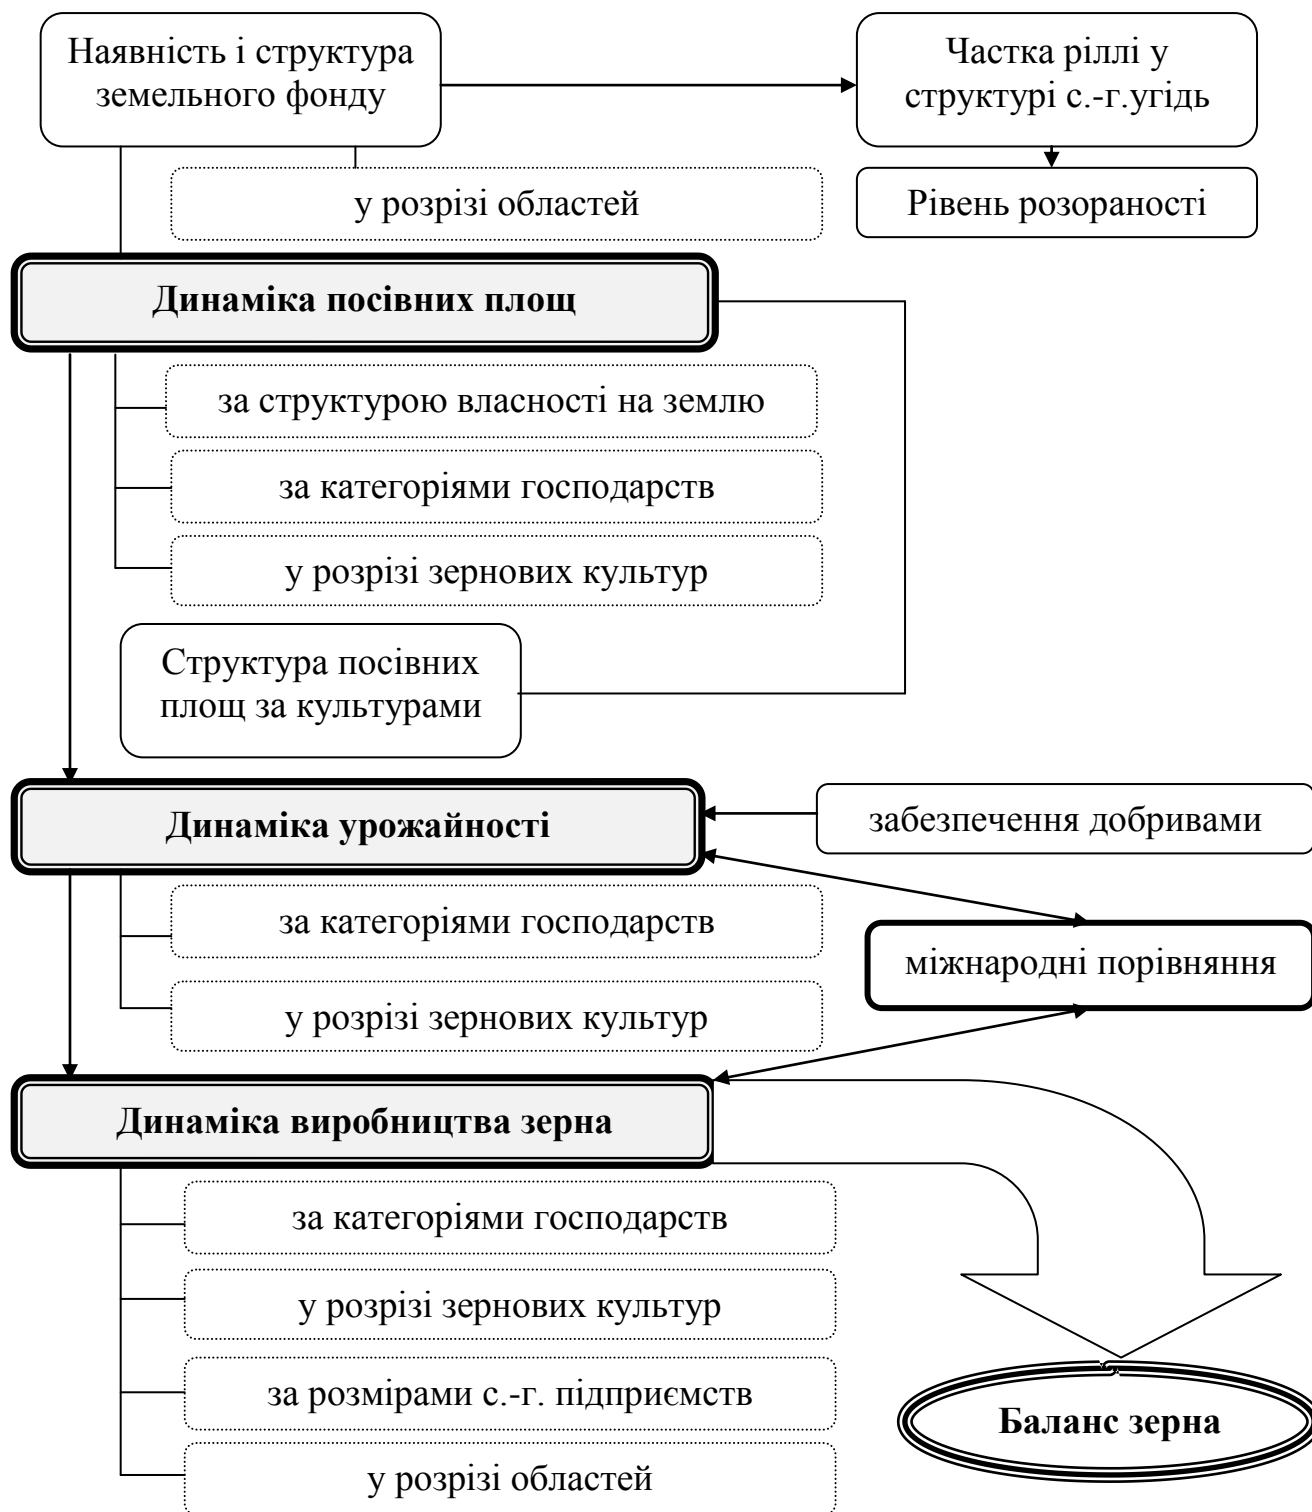 Наявність і структура
земельного фонду
Частка ріллі у
структурі с.-г.угідь
у розрізі областей
Рівень розораності
Динаміка посівних площ
за структурою власності на землю
за категоріями господарств
у розрізі зернових культур
Структура посівних
площ за культурами
Динаміка урожайності
забезпечення добривами
за категоріями господарств
міжнародні порівняння
у розрізі зернових культур
Динаміка виробництва зерна
за категоріями господарств
у розрізі зернових культур
за розмірами с.-г. підприємств
Баланс зерна
у розрізі областей